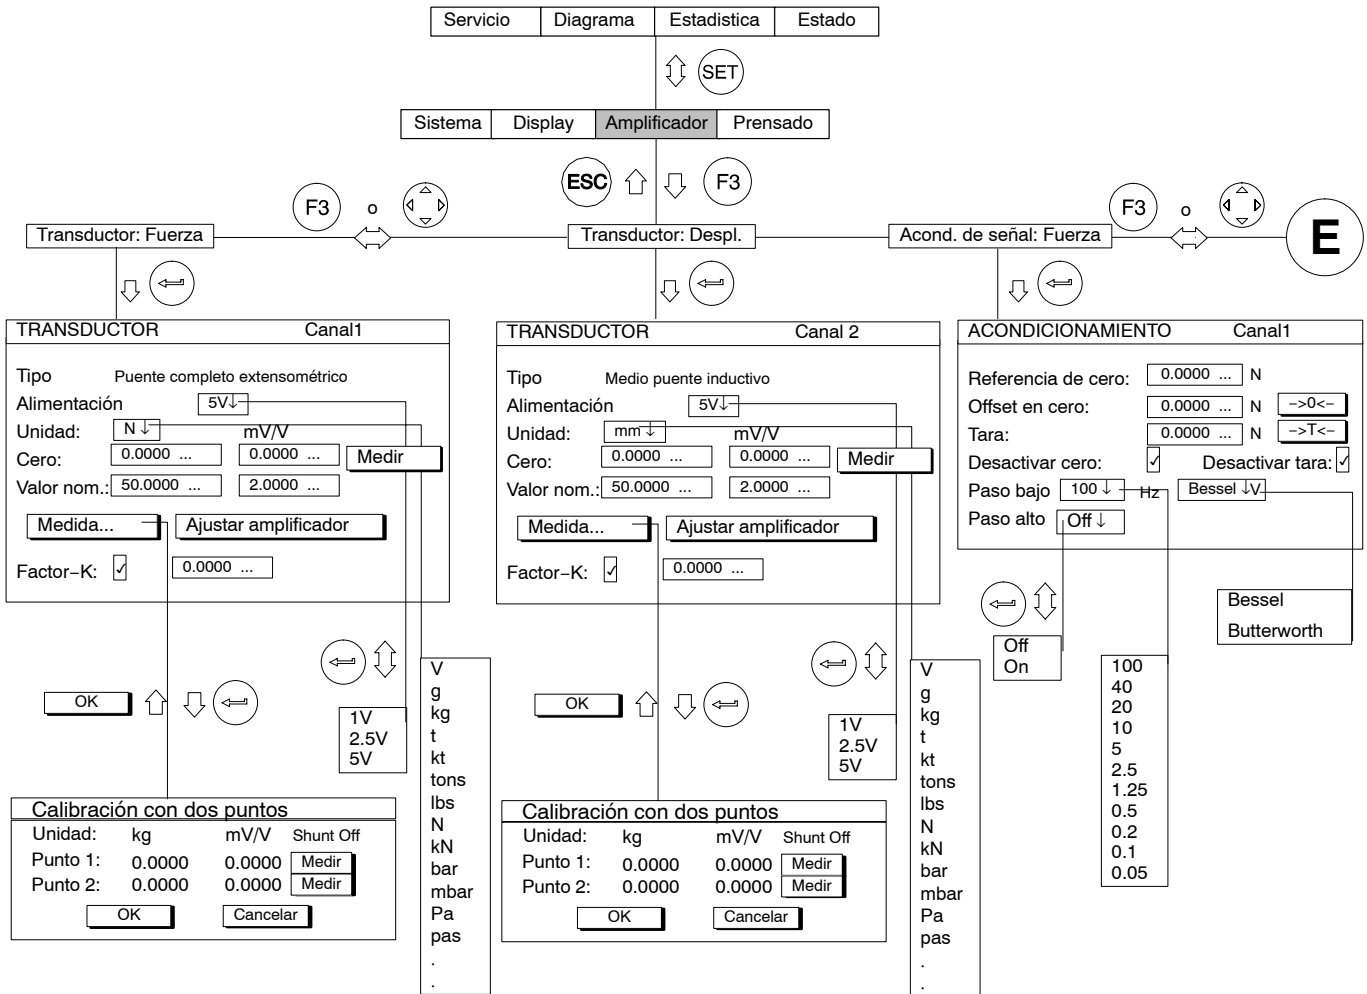 Servicio Diagrama Estadistica Estado
SET
Sistema Display Amplificador Prensado
ESC F3
F3 o
F3 o
Transductor: Fuerza Transductor: Despl. Acond. de señal: Fuerza E
TRANSDUCTOR Canal1
Tipo Puente completo extensométrico
Alimentación 5V↓
Unidad: N ↓ mV/V
Cero: 0.0000 ... 0.0000 ... Medir
Valor nom.: 50.0000 ... 2.0000 ...
Medida... Ajustar amplificador
Factor–K: ✓ 0.0000 ...
TRANSDUCTOR Canal 2
Tipo Medio puente inductivo
Alimentación 5V↓
Unidad: mm ↓ mV/V
Cero: 0.0000 ... 0.0000 ... Medir
Valor nom.: 50.0000 ... 2.0000 ...
Medida... Ajustar amplificador
Factor–K: ✓ 0.0000 ...
ACONDICIONAMIENTO Canal1
Referencia de cero: 0.0000 ... N
Offset en cero: 0.0000 ... N –>0<–
Tara: 0.0000 ... N –>T<–
Desactivar cero: ✓ Desactivar tara: ✓
Paso bajo 100 ↓ Hz Bessel ↓V
Paso alto Off ↓
OK
1V
2.5V
5V
V
g
kg
t
kt
tons
lbs
N
kN
bar
mbar
Pa
pas
.
.
OK
1V
2.5V
5V
V
g
kg
t
kt
tons
lbs
N
kN
bar
mbar
Pa
pas
.
.
Off
On
100
40
20
10
5
2.5
1.25
0.5
0.2
0.1
0.05
Bessel
Butterworth
Calibración con dos puntos
Unidad: kg mV/V Shunt Off
Punto 1: 0.0000 0.0000 Medir
Punto 2: 0.0000 0.0000 Medir
OK Cancelar
Calibración con dos puntos
Unidad: kg mV/V Shunt Off
Punto 1: 0.0000 0.0000 Medir
Punto 2: 0.0000 0.0000 Medir
OK Cancelar